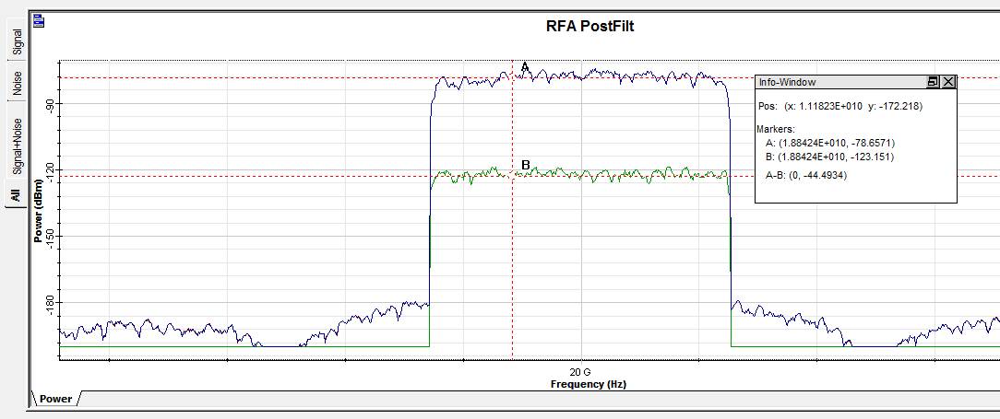 RFA PostFilt
Signal
Noise
Signal+Noise
All
Power (dBm)
-90
-120
-150
-180
A
B
Info-Window
Pos: (x: 1.11823E+010 y: -172.218)
Markers:
A: (1.88424E+010, -78.6571)
B: (1.88424E+010, -123.151)
A-B: (0, -44.4934)
20 G
Frequency (Hz)
Power